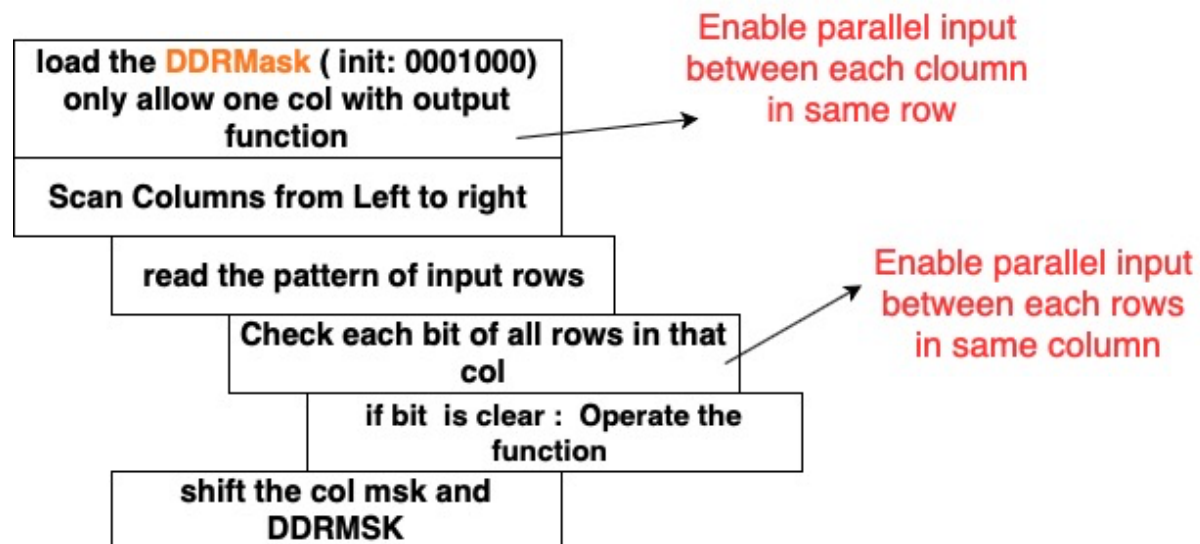 load the DDRMask ( init: 0001000)
only allow one col with output
function
Enable parallel input
between each cloumn
in same row
Scan Columns from Left to right
read the pattern of input rows
Check each bit of all rows in that
col
Enable parallel input
between each rows
in same column
if bit is clear : Operate the
function
shift the col msk and
DDRMSK